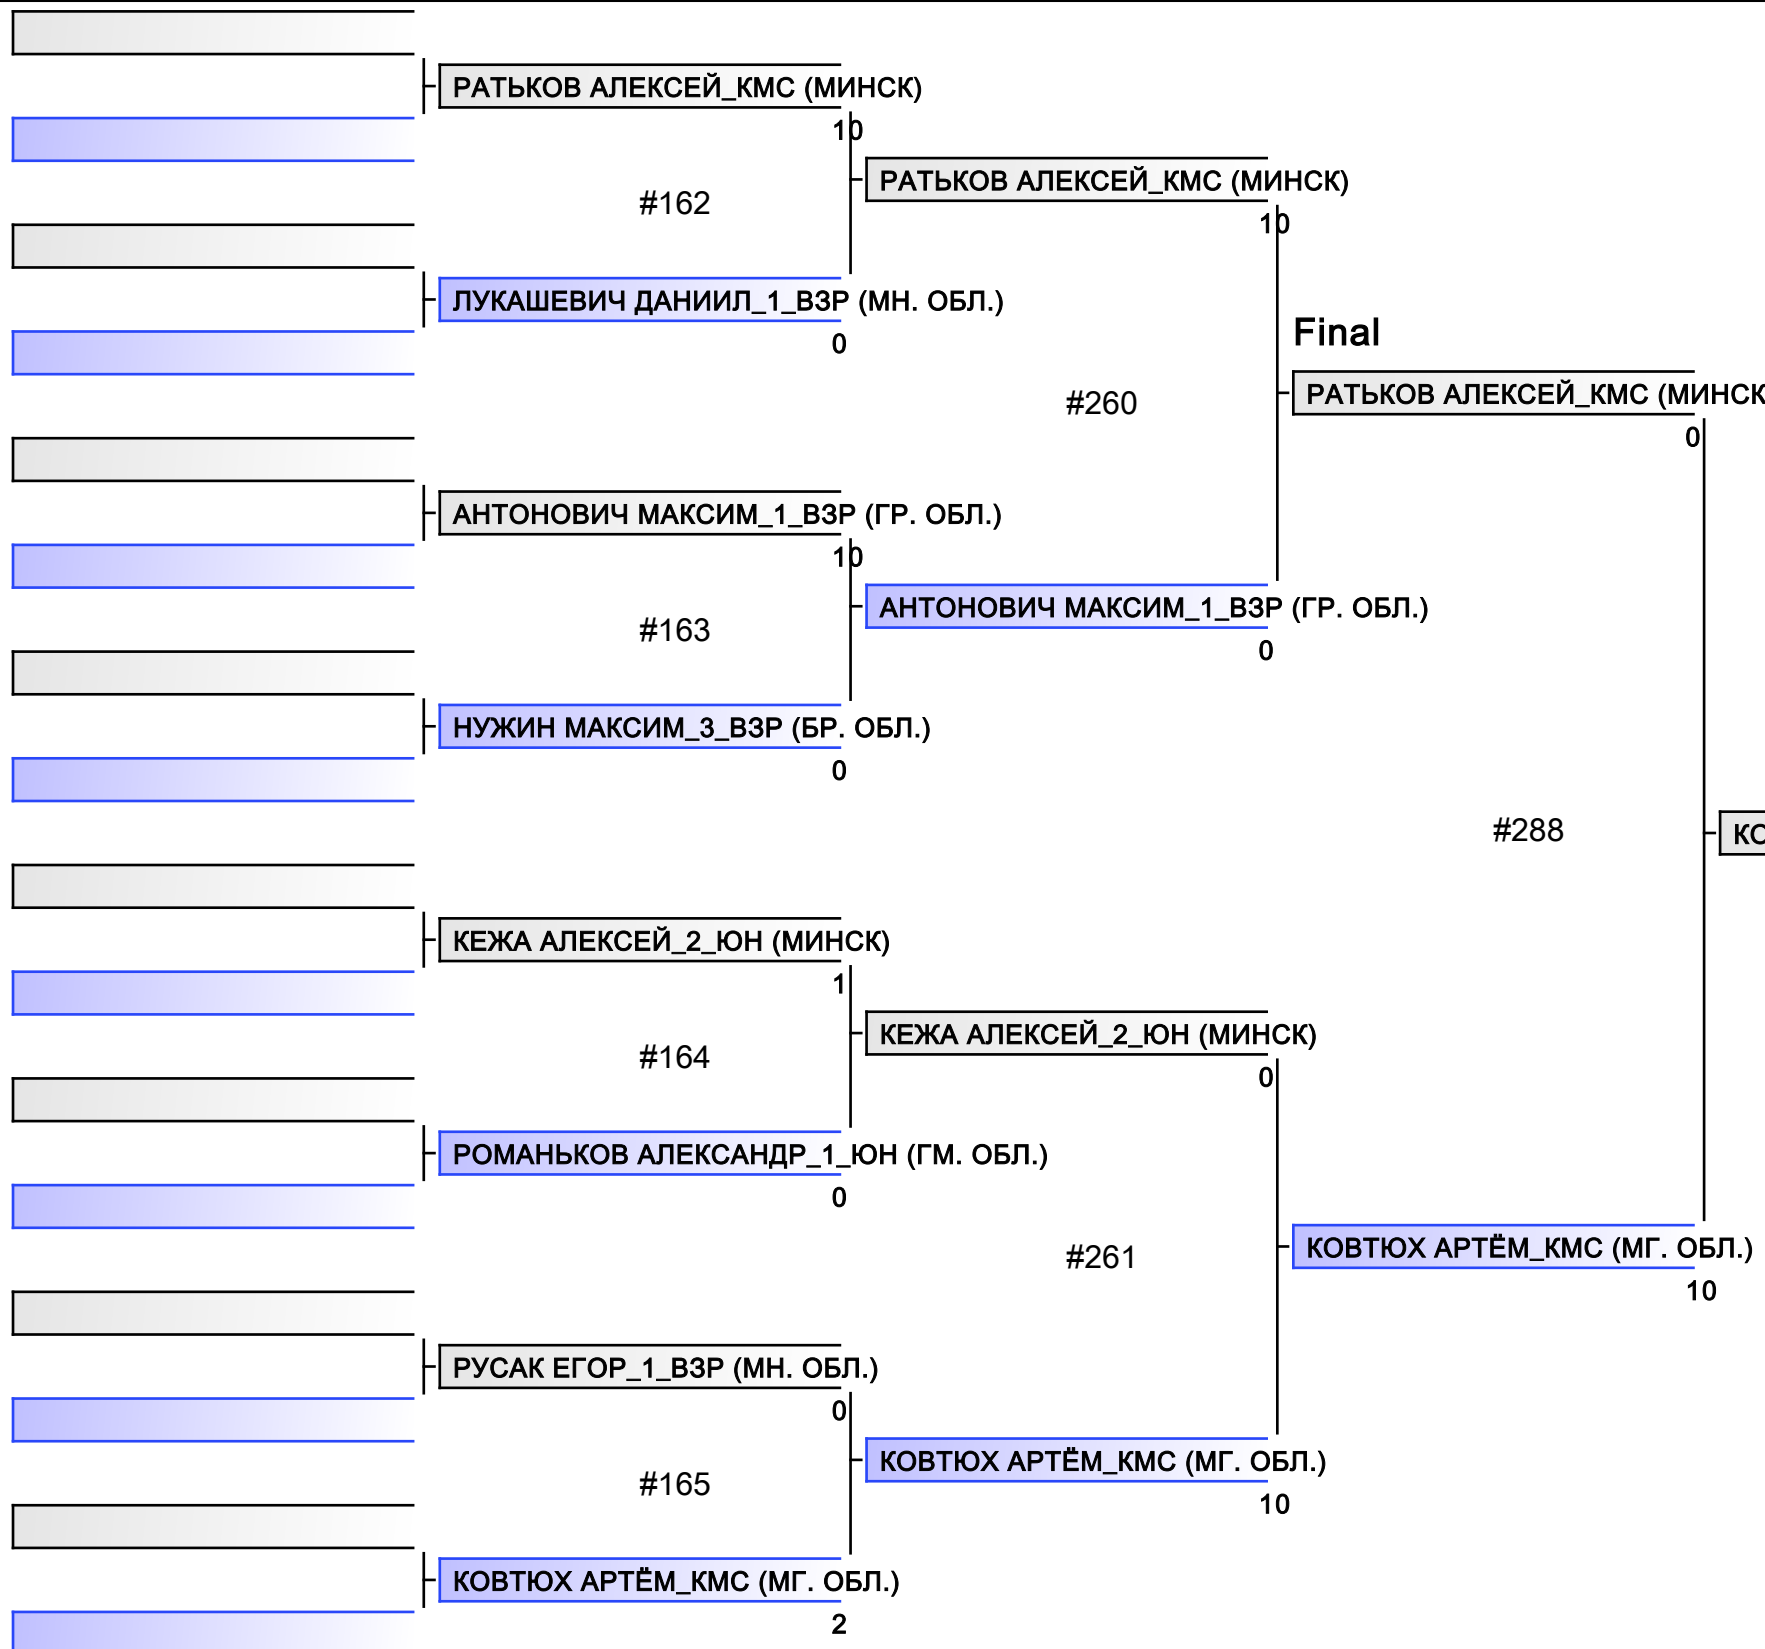 РАТЬКОВ АЛЕКСЕЙ_КМС (МИНСК)
10
#162
ЛУКАШЕВИЧ ДАНИИЛ_1_ВЗР (МН. ОБЛ.)
0
АНТОНОВИЧ МАКСИМ_1_ВЗР (ГР. ОБЛ.)
10
#163
НУЖИН МАКСИМ_3_ВЗР (БР. ОБЛ.)
0
КЕЖА АЛЕКСЕЙ_2_ЮН (МИНСК)
1
#164
РОМАНЬКОВ АЛЕКСАНДР_1_ЮН (ГМ. ОБЛ.)
0
РУСАК ЕГОР_1_ВЗР (МН. ОБЛ.)
0
#165
КОВТЮХ АРТЁМ_КМС (МГ. ОБЛ.)
2
РАТЬКОВ АЛЕКСЕЙ_КМС (МИНСК)
10
#260
АНТОНОВИЧ МАКСИМ_1_ВЗР (ГР. ОБЛ.)
0
КЕЖА АЛЕКСЕЙ_2_ЮН (МИНСК)
0
#261
КОВТЮХ АРТЁМ_КМС (МГ. ОБЛ.)
10
Final
РАТЬКОВ АЛЕКСЕЙ_КМС (МИНСК
0
#288
КОВТЮХ АРТЁМ_КМС (МГ. ОБЛ.)
10
КО